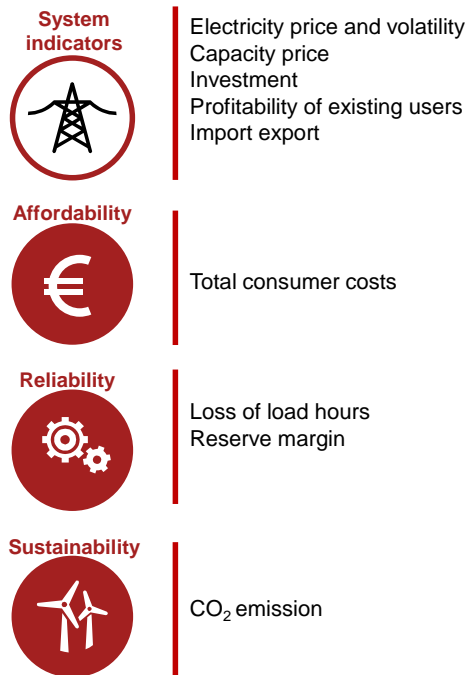 System
indicators
Electricity price and volatility
Capacity price
Investment
Profitability of existing users
Import export
Affordability
€
Total consumer costs
Reliability
Loss of load hours
Reserve margin
Sustainability
CO₂ emission